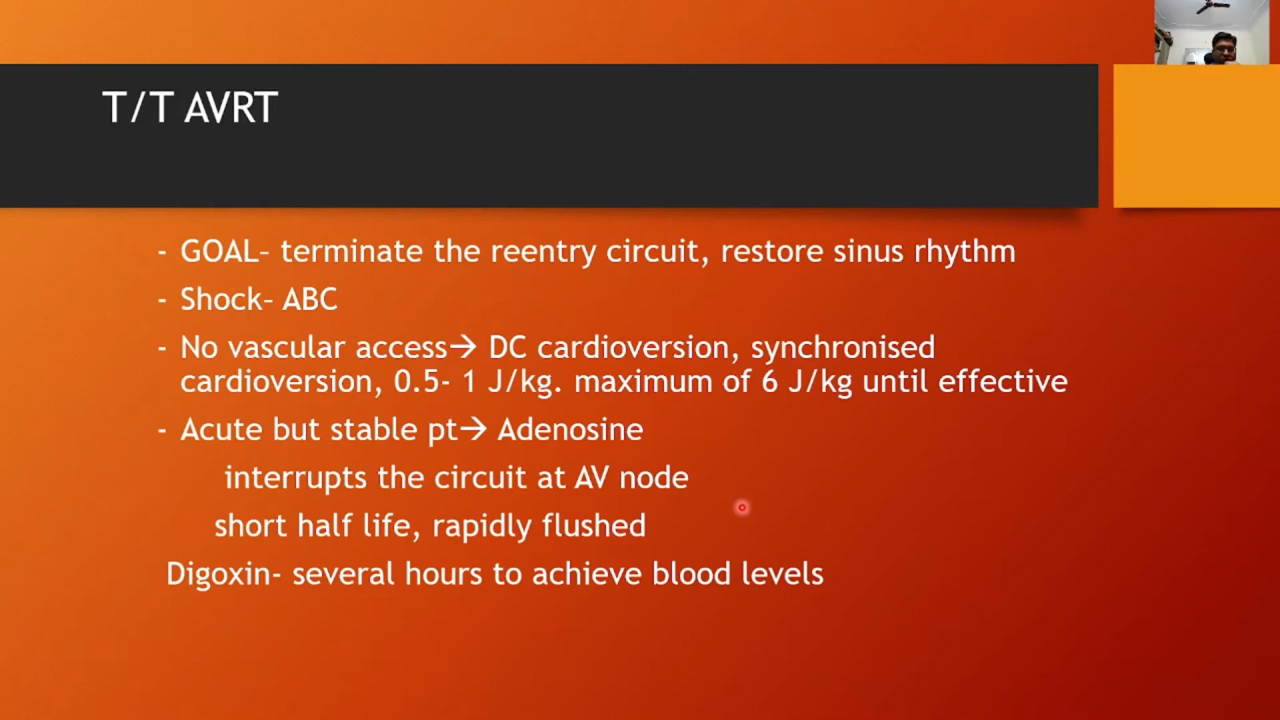 T/T AVRT
- GOAL- terminate the reentry circuit, restore sinus rhythm
- Shock- ABC
- No vascular access→ DC cardioversion, synchronised
cardioversion, 0.5- 1 J/kg. maximum of 6 J/kg until effective
- Acute but stable pt→ Adenosine
interrupts the circuit at AV node
short half life, rapidly flushed
Digoxin- several hours to achieve blood levels